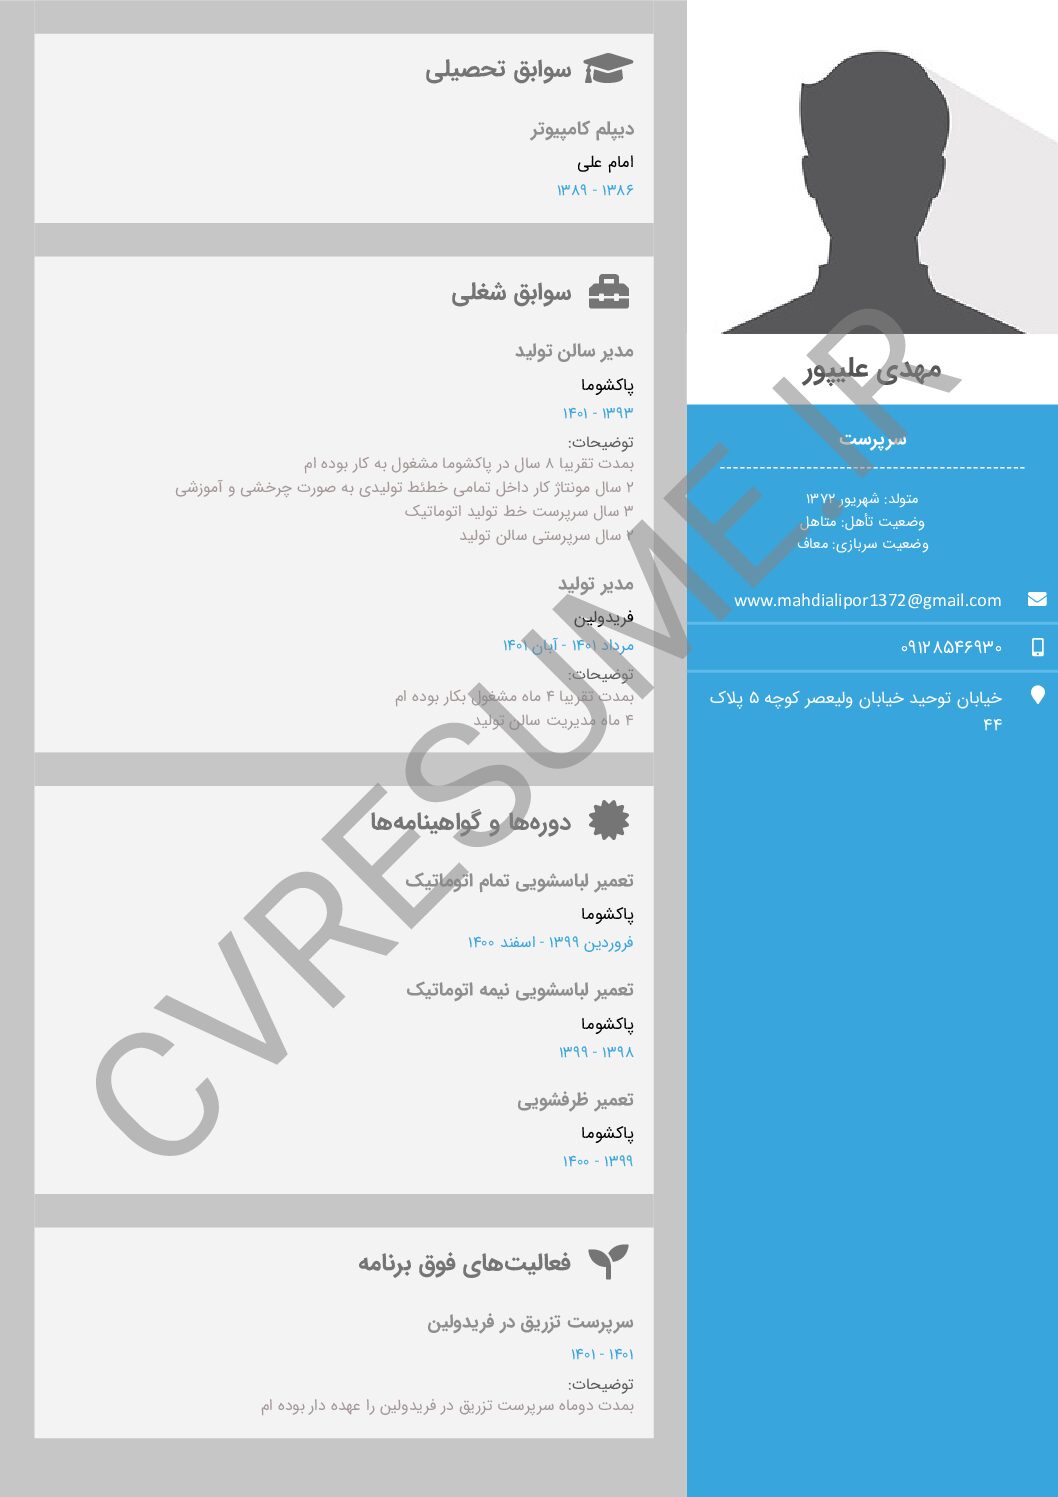 مهدی علیپور
سرپرست
متولد: شهریور ۱۳۷۲
وضعیت تأهل: متاهل
وضعیت سربازی: معاف
www.mahdialipor1372@gmail.com
۰۹۱۲۸۵۴۶۹۳۰
خیابان توحید خیابان ولیعصر کوچه ۵ پلاک
۴۴
سوابق تحصیلی
دیپلم کامپیوتر
امام علی
۱۳۸۶ - ۱۳۸۹
سوابق شغلی
مدیر سالن تولید
پاکشوما
۱۳۹۳ - ۱۴۰۱
توضیحات:
بمدت تقریبا ۸ سال در پاکشوما مشغول به کار بوده ام
۲ سال مونتاژ کار داخل تمامی خطئط تولیدی به صورت چرخشی و آموزشی
۳ سال سرپرست خط تولید اتوماتیک
۲ سال سرپرستی سالن تولید
مدیر تولید
فریدولین
مرداد ۱۴۰۱ - آبان ۱۴۰۱
توضیحات:
بمدت تقریبا ۴ ماه مشغول بکار بوده ام
۴ ماه مدیریت سالن تولید
دوره‌ها و گواهینامه‌ها
تعمیر لباسشویی تمام اتوماتیک
پاکشوما
فروردین ۱۳۹۹ - اسفند ۱۴۰۰
تعمیر لباسشویی نیمه اتوماتیک
پاکشوما
۱۳۹۸ - ۱۳۹۹
تعمیر ظرفشویی
پاکشوما
۱۳۹۹ - ۱۴۰۰
فعالیت‌های فوق برنامه
سرپرست تزریق در فریدولین
۱۴۰۱ - ۱۴۰۱
توضیحات:
بمدت دوماه سرپرست تزریق در فریدولین را عهده دار بوده ام
CVRESUME.IR